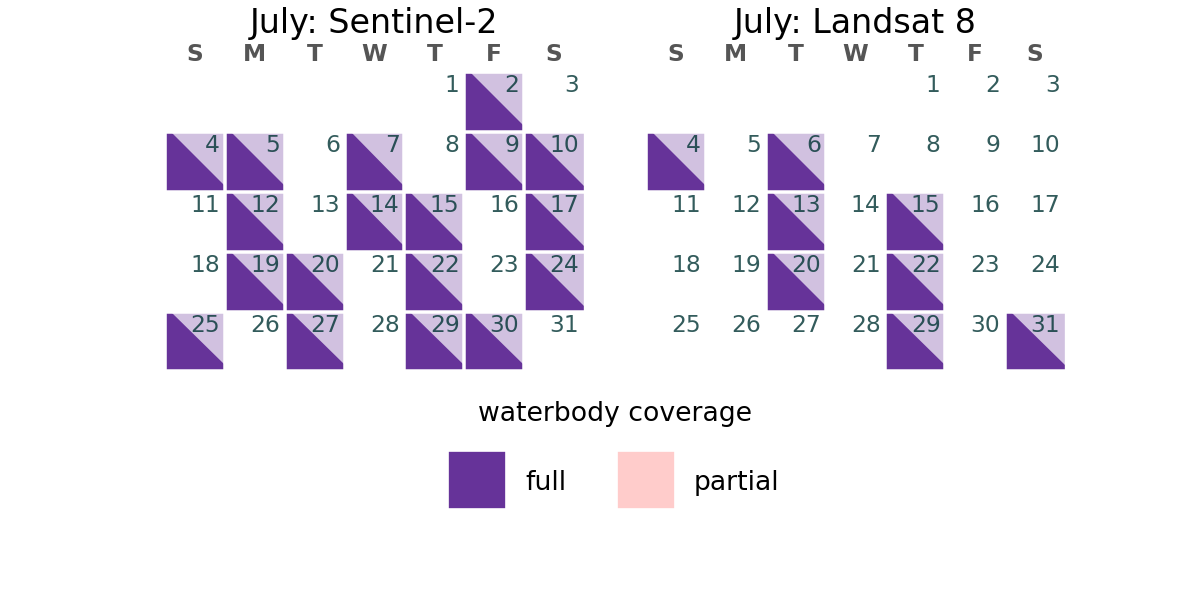 July: Sentinel-2
S M T W T F S
1 2 3
4 5 6 7 8 9 10
11 12 13 14 15 16 17
18 19 20 21 22 23 24
25 26 27 28 29 30 31
July: Landsat 8
S M T W T F S
1 2 3
4 5 6 7 8 9 10
11 12 13 14 15 16 17
18 19 20 21 22 23 24
25 26 27 28 29 30 31
waterbody coverage
full
partial